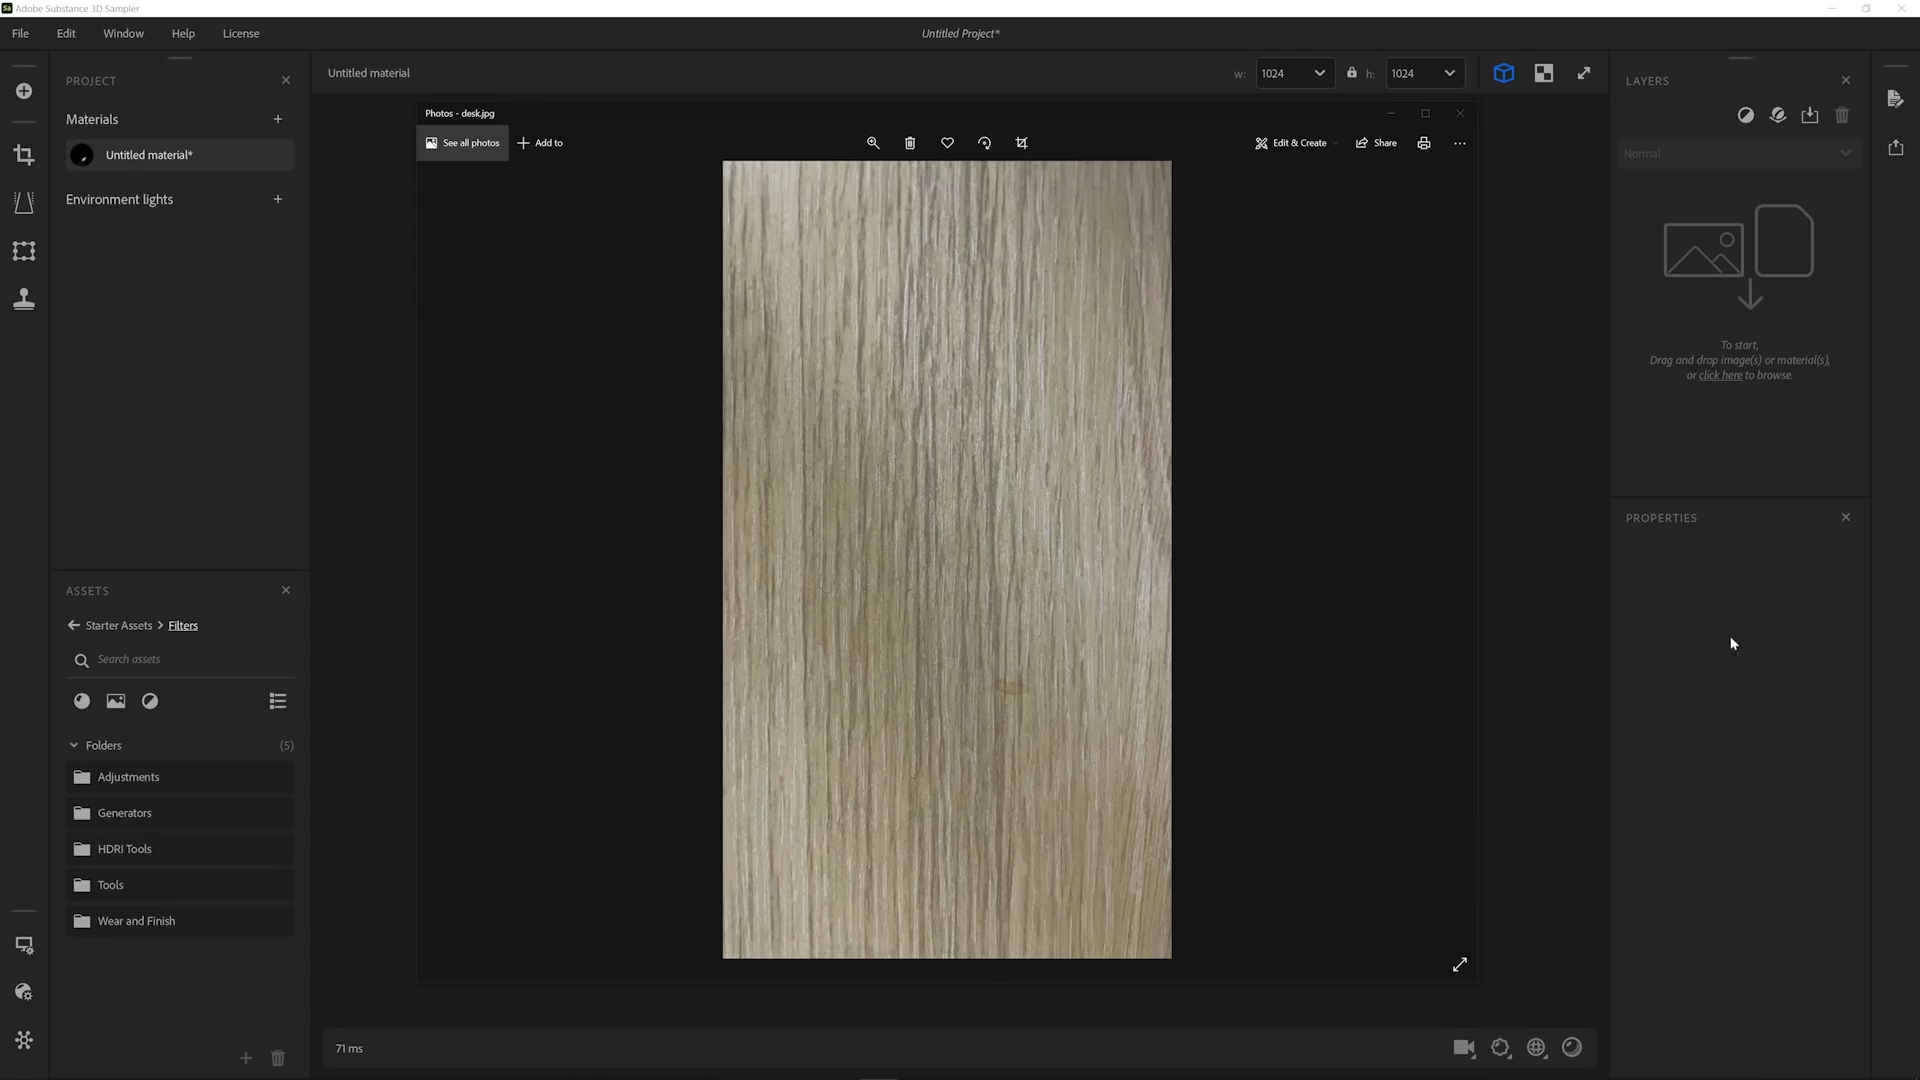 Sa Adobe Substance 3D Sampler
File Edit Window Help License
Untitled Project*
PROJECT
Materials
Untitled material*
Environment lights
Untitled material
w: 1024 h: 1024
Photos - desk.jpg
See all photos
Add to
Edit & Create
Share
LAYERS
Normal
To start,
Drag and drop image(s) or material(s),
or click here to browse.
PROPERTIES
ASSETS
Starter Assets > Filters
Search assets
Folders (5)
Adjustments
Generators
HDRI Tools
Tools
Wear and Finish
71 ms